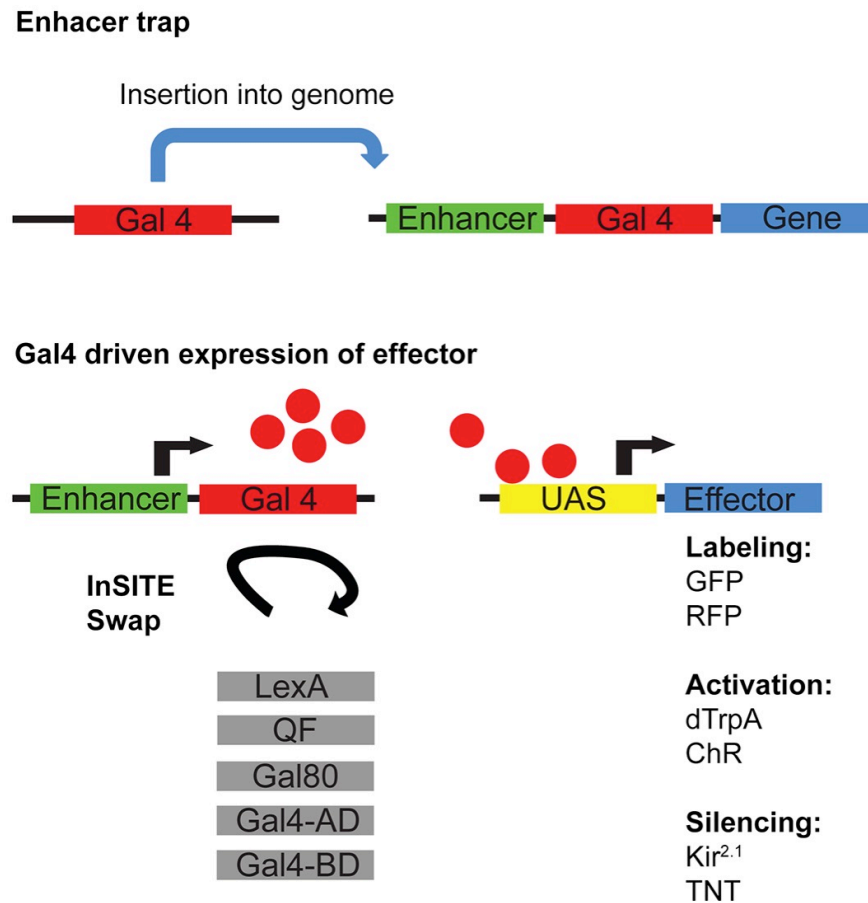 Enhacer trap
Insertion into genome
Gal 4
Enhancer
Gal 4
Gene
Gal4 driven expression of effector
Enhancer
Gal 4
UAS
Effector
InSITE
Swap
LexA
QF
Gal80
Gal4-AD
Gal4-BD
Labeling:
GFP
RFP
Activation:
dTrpA
ChR
Silencing:
Kir2.1
TNT